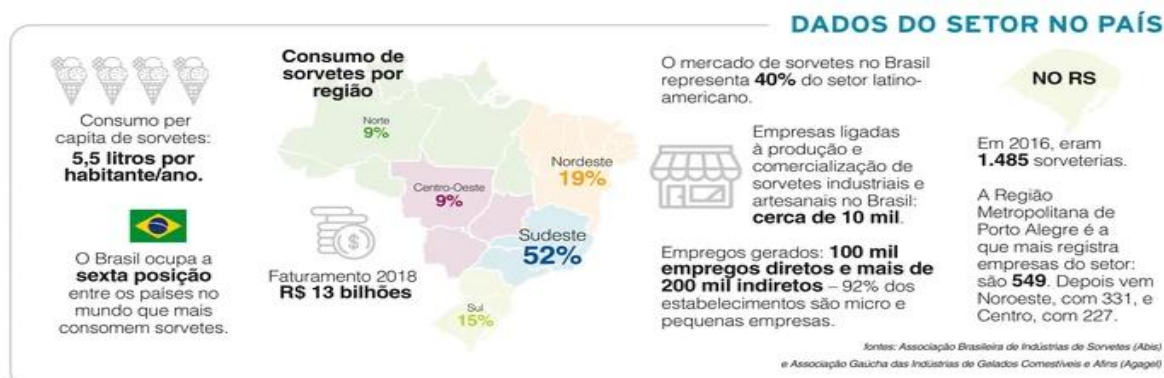 DADOS DO SETOR NO PAÍS
Consumo per
capita de sorvetes:
5,5 litros por
habitante/ano.
O Brasil ocupa a
sexta posição
entre os países no
mundo que mais
consomem sorvetes.
Consumo de
sorvetes por
região
Norte
9%
Nordeste
19%
Centro-Oeste
9%
Sudeste
52%
Sul
15%
Faturamento 2018
R$ 13 bilhões
O mercado de sorvetes no Brasil
representa 40% do setor latino-
americano.
Empresas ligadas
à produção e
comercialização de
sorvetes industriais e
artesanais no Brasil:
cerca de 10 mil.
Empregos gerados: 100 mil
empregos diretos e mais de
200 mil indiretos – 92% dos
estabelecimentos são micro e
pequenas empresas.
NO RS
Em 2016, eram
1.485 sorveterias.
A Região
Metropolitana de
Porto Alegre é a
que mais registra
empresas do setor:
são 549. Depois vem
Noroeste, com 331, e
Centro, com 227.
fontes: Associação Brasileira de Indústrias de Sorvetes (Abis)
e Associação Gaúcha das Indústrias de Gelados Comestíveis e Afins (Agagel)